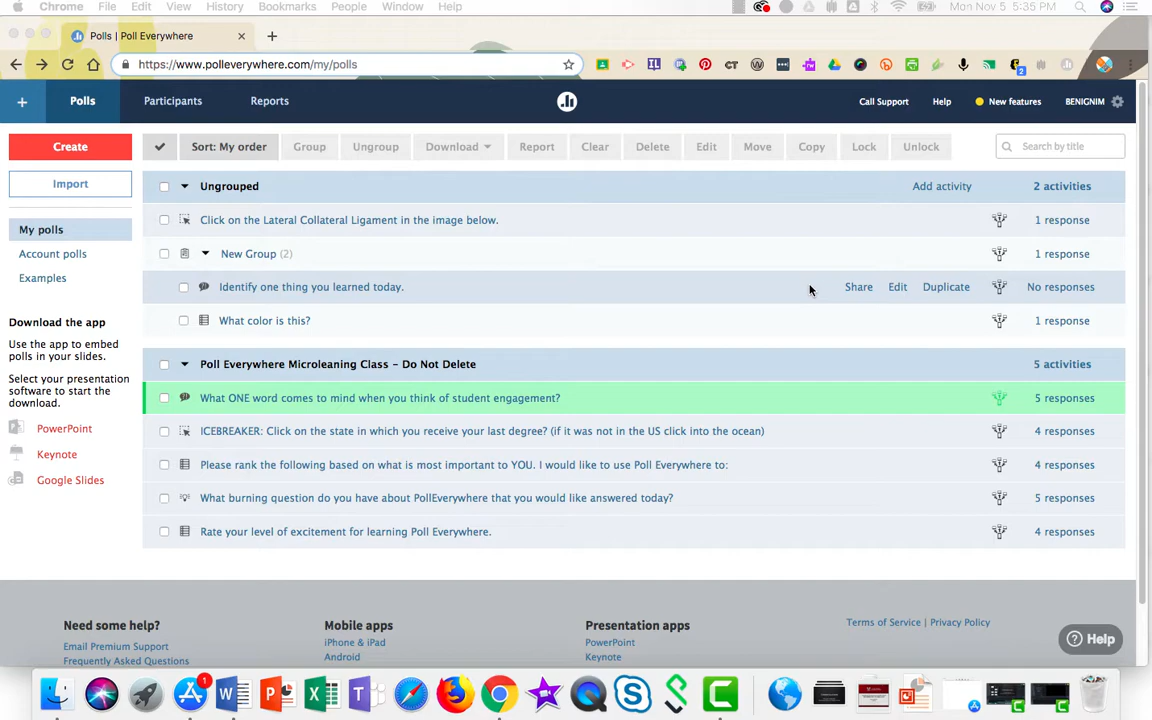 Chrome File Edit View History Bookmarks People Window Help Mon Nov 5 5:35 PM
Polls | Poll Everywhere
https://www.polleverywhere.com/my/polls
+ Polls Participants Reports Call Support Help New features BENIGNIM
Create Sort: My order Group Ungroup Download Report Clear Delete Edit Move Copy Lock Unlock Search by title
Import
Ungrouped Add activity 2 activities
Click on the Lateral Collateral Ligament in the image below. 1 response
New Group (2) 1 response
Identify one thing you learned today. Share Edit Duplicate No responses
What color is this? 1 response
Poll Everywhere Microleaning Class – Do Not Delete 5 activities
What ONE word comes to mind when you think of student engagement? 5 responses
ICEBREAKER: Click on the state in which you receive your last degree? (if it was not in the US click into the ocean) 4 responses
Please rank the following based on what is most important to YOU. I would like to use Poll Everywhere to: 4 responses
What burning question do you have about PollEverywhere that you would like answered today? 5 responses
Rate your level of excitement for learning Poll Everywhere. 4 responses
My polls
Account polls
Examples
Download the app
Use the app to embed
polls in your slides.
Select your presentation
software to start the
download.
PowerPoint
Keynote
Google Slides
Need some help?
Email Premium Support
Frequently Asked Questions
Mobile apps
iPhone & iPad
Android
Presentation apps
PowerPoint
Keynote
Terms of Service | Privacy Policy
Help